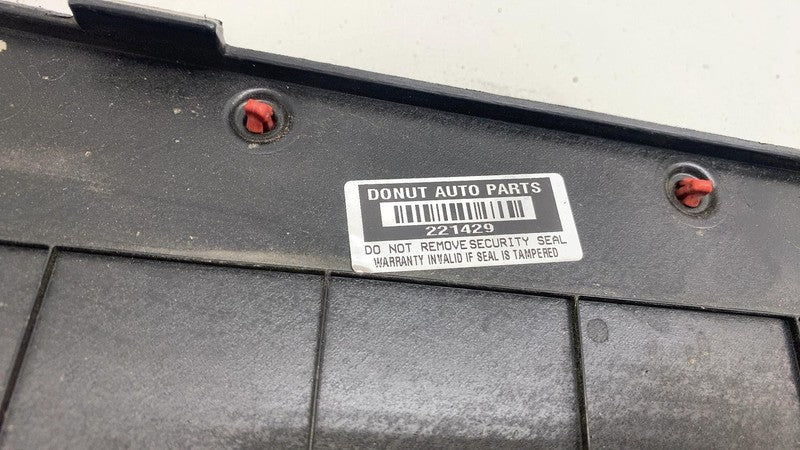 DONUT AUTO PARTS
221429
DO NOT REMOVE SECURITY SEAL
WARRANTY INVALID IF SEAL IS TAMPERED